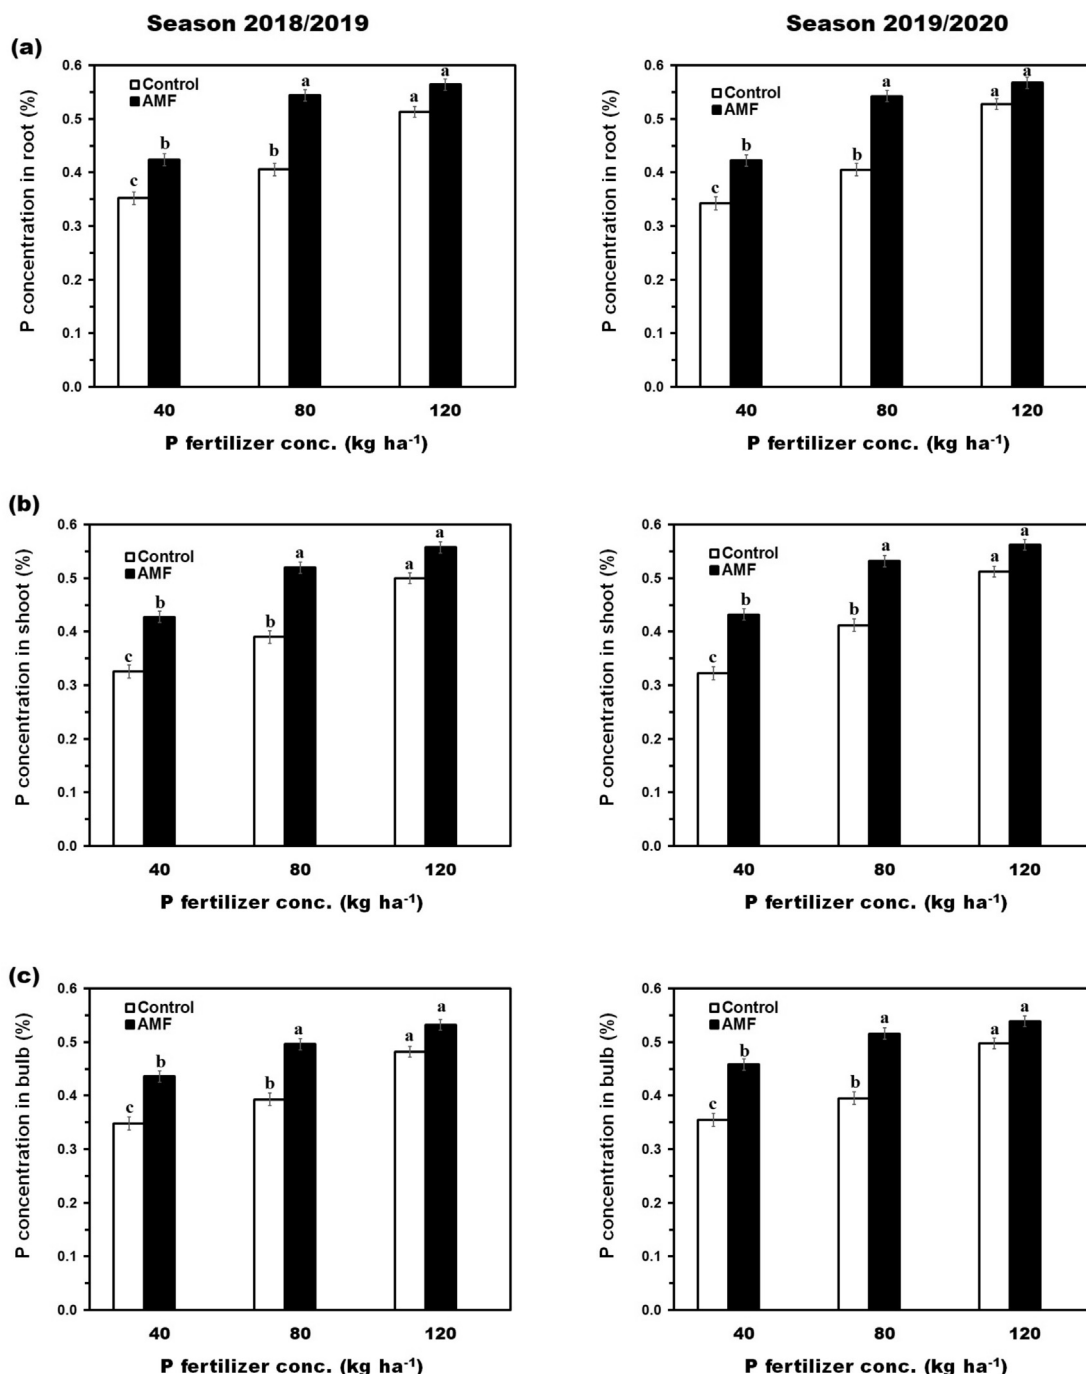 Season 2018/2019
Season 2019/2020
(a)
P concentration in root (%)
0.6
0.5
0.4
0.3
0.2
0.1
0.0
Control
AMF
c
b
b
a
a
a
40
80
120
P fertilizer conc. (kg ha⁻¹)
P concentration in root (%)
0.6
0.5
0.4
0.3
0.2
0.1
0.0
Control
AMF
c
b
b
a
a
a
40
80
120
P fertilizer conc. (kg ha⁻¹)
(b)
P concentration in shoot (%)
0.6
0.5
0.4
0.3
0.2
0.1
0.0
Control
AMF
c
b
b
a
a
a
40
80
120
P fertilizer conc. (kg ha⁻¹)
P concentration in shoot (%)
0.6
0.5
0.4
0.3
0.2
0.1
0.0
Control
AMF
c
b
b
a
a
a
40
80
120
P fertilizer conc. (kg ha⁻¹)
(c)
P concentration in bulb (%)
0.6
0.5
0.4
0.3
0.2
0.1
0.0
Control
AMF
c
b
b
a
a
a
40
80
120
P fertilizer conc. (kg ha⁻¹)
P concentration in bulb (%)
0.6
0.5
0.4
0.3
0.2
0.1
0.0
Control
AMF
c
b
b
a
a
a
40
80
120
P fertilizer conc. (kg ha⁻¹)